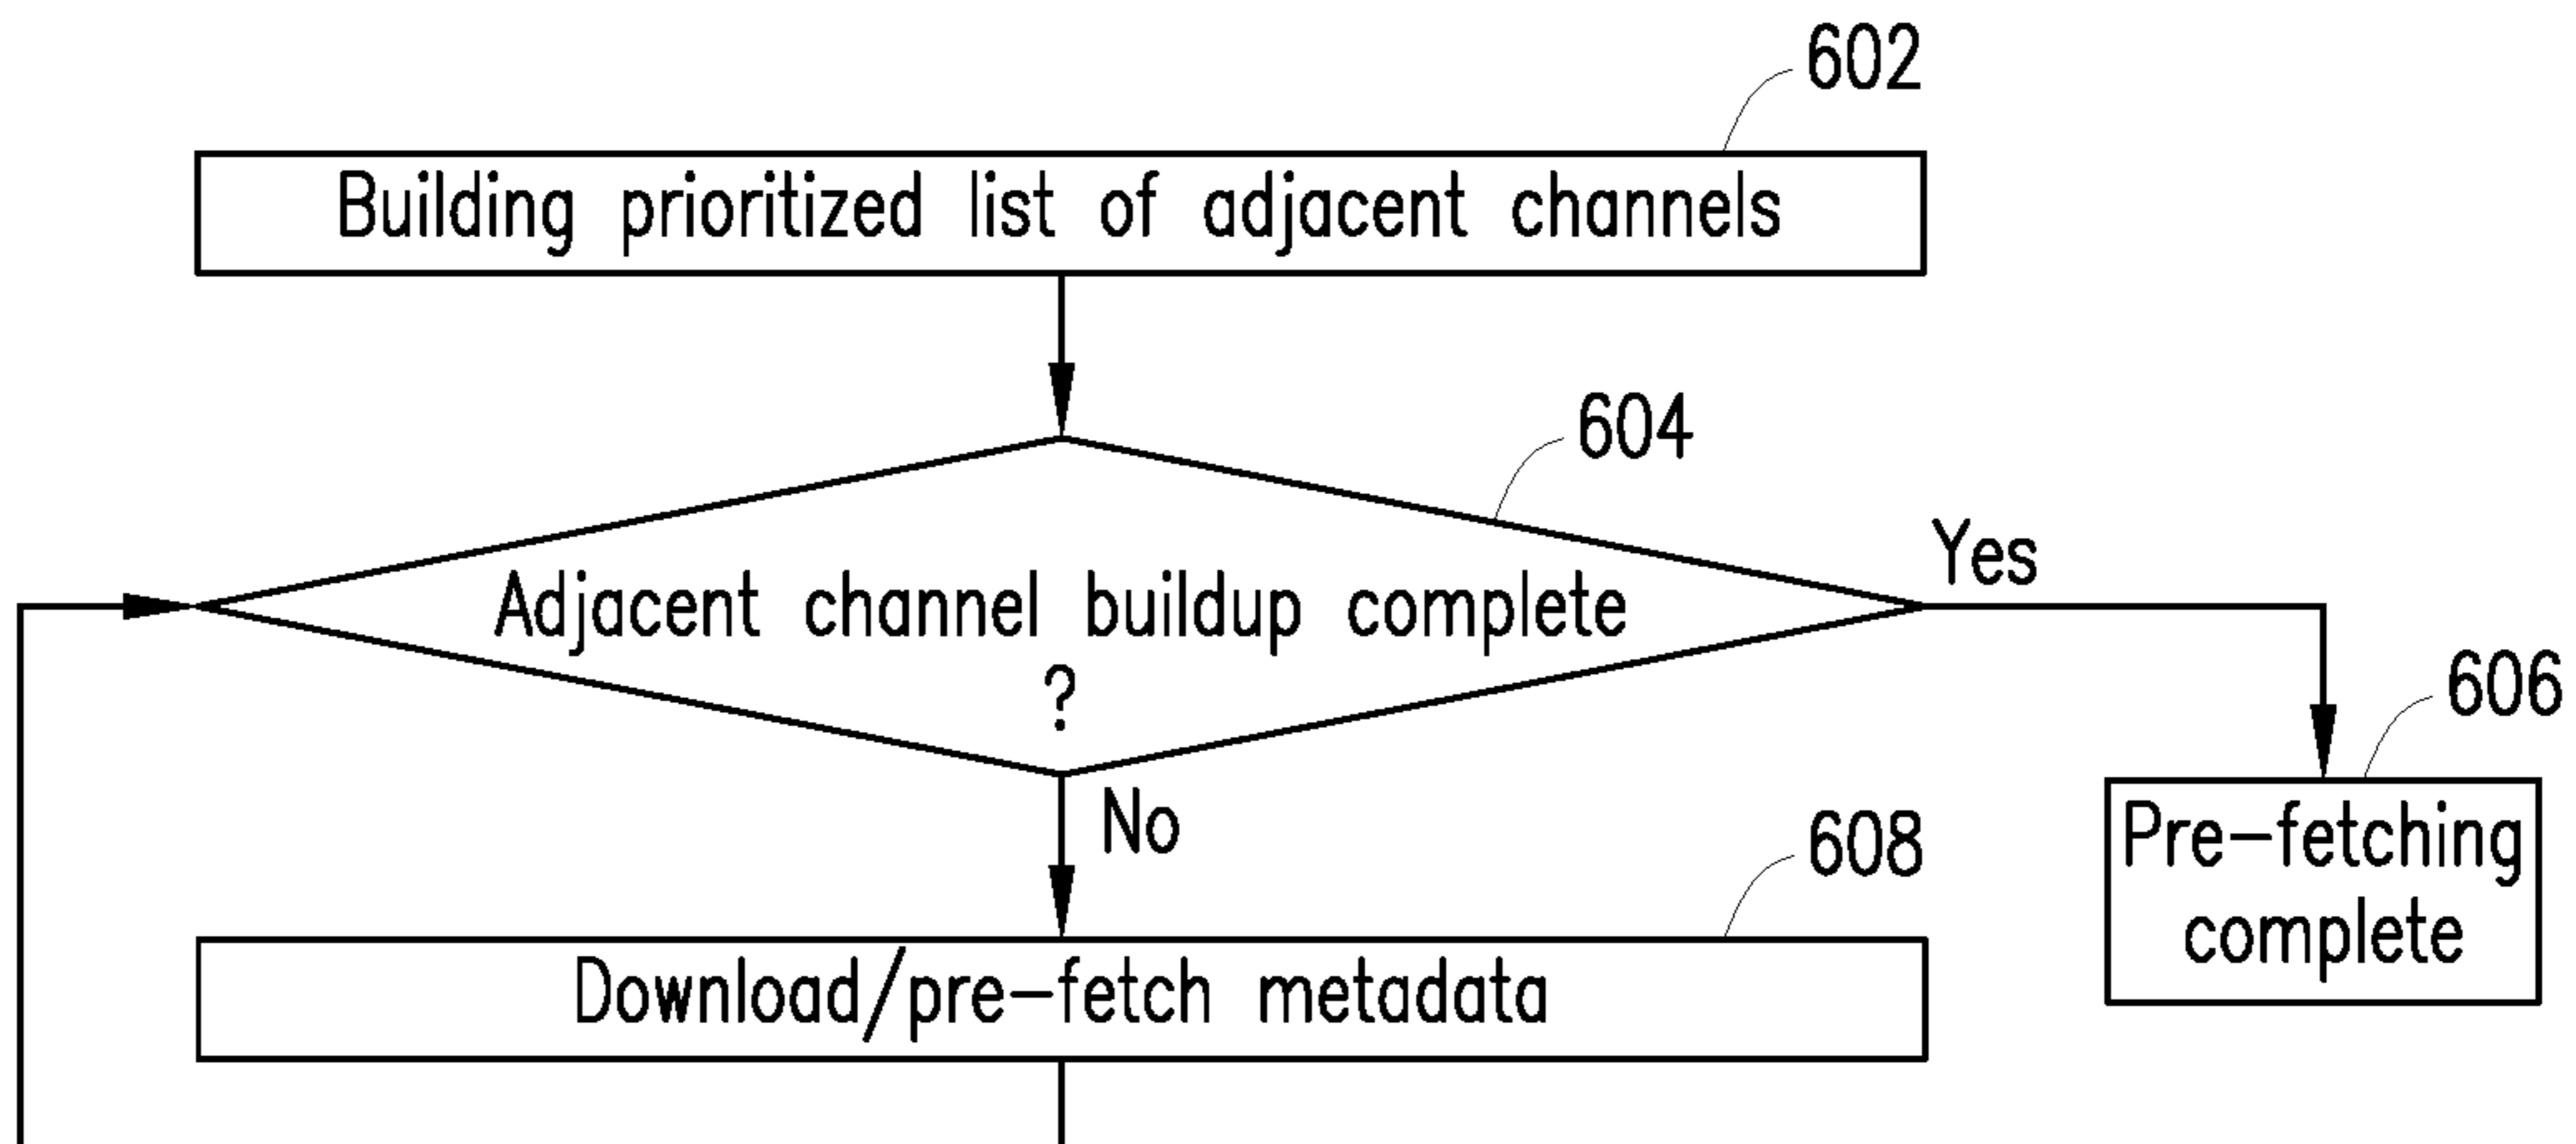 602
Building prioritized list of adjacent channels
604
Yes
Adjacent channel buildup complete
?
606
No
608
Pre-fetching
complete
Download/pre-fetch metadata